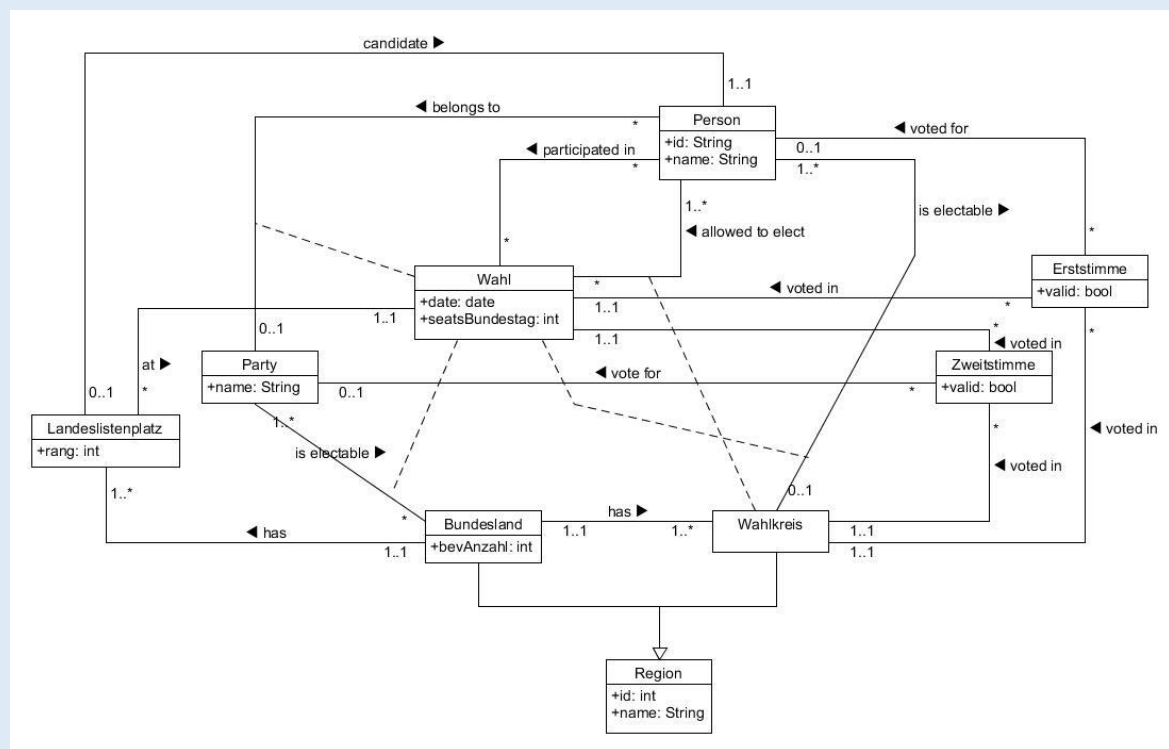 candidate ►
1..1
◄ belongs to
*
Person
+id: String
+name: String
◄ voted for
0..1
◄ participated in
*
1..*
1..*
is electable ►
◄ allowed to elect
*
*
Wahl
+date: date
+seatsBundestag: int
*
1..1
◄ voted in
*
Erststimme
+valid: bool
1..1
0..1
1..1
*
◄ voted in
*
at ►
*
Party
+name: String
0..1
◄ vote for
*
Zweitstimme
+valid: bool
0..1
Landeslistenplatz
+rang: int
1..*
is electable ►
*
◄ voted in
◄ voted in
1..*
*
0..1
◄ has
1..1
Bundesland
+bevAnzahl: int
has ►
1..1
1..*
Wahlkreis
1..1
1..1
Region
+id: int
+name: String